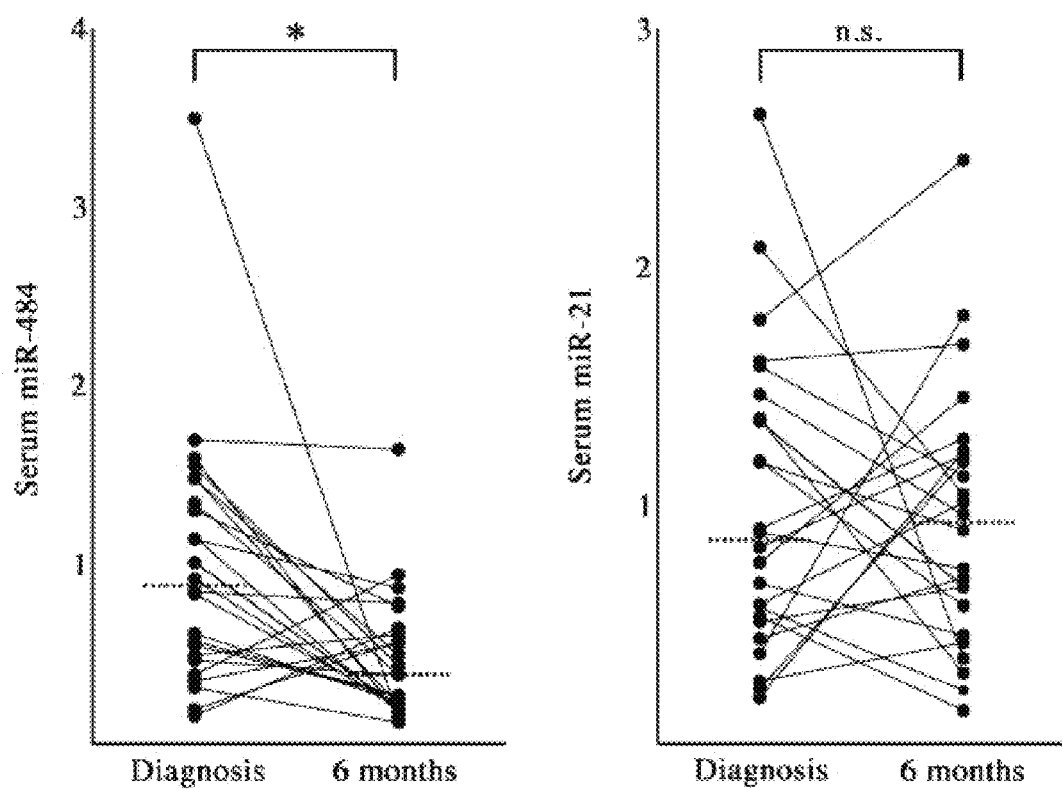 4
*
3
2
1
Serum miR-484
Diagnosis
6 months
3
n.s.
2
1
Serum miR-21
Diagnosis
6 months